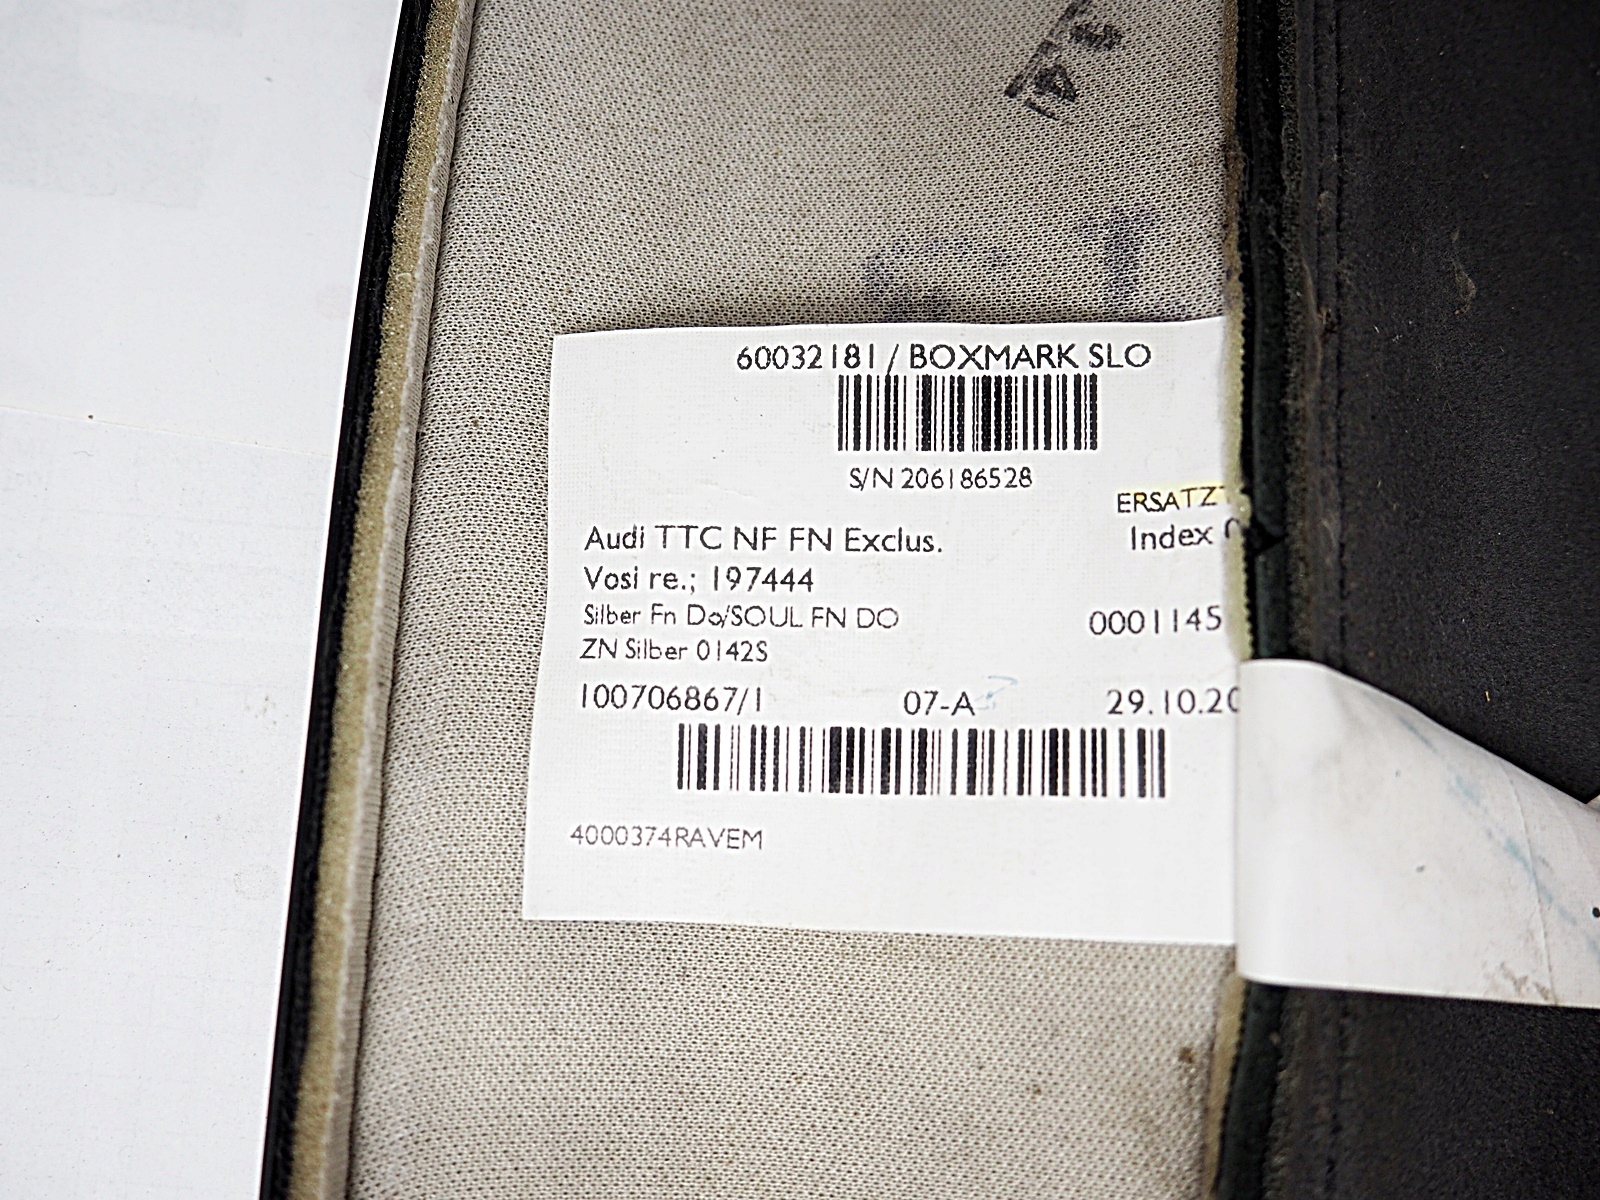 60032181 / BOXMARK SLO
S/N 206186528
ERSATZ
Audi TTC NF FN Exclus.
Index
Vosi re.; 197444
Silber Fn Do/SOUL FN DO
0001145
ZN Silber 0142S
100706867/1 07-A 29.10.20
4000374RAVEM